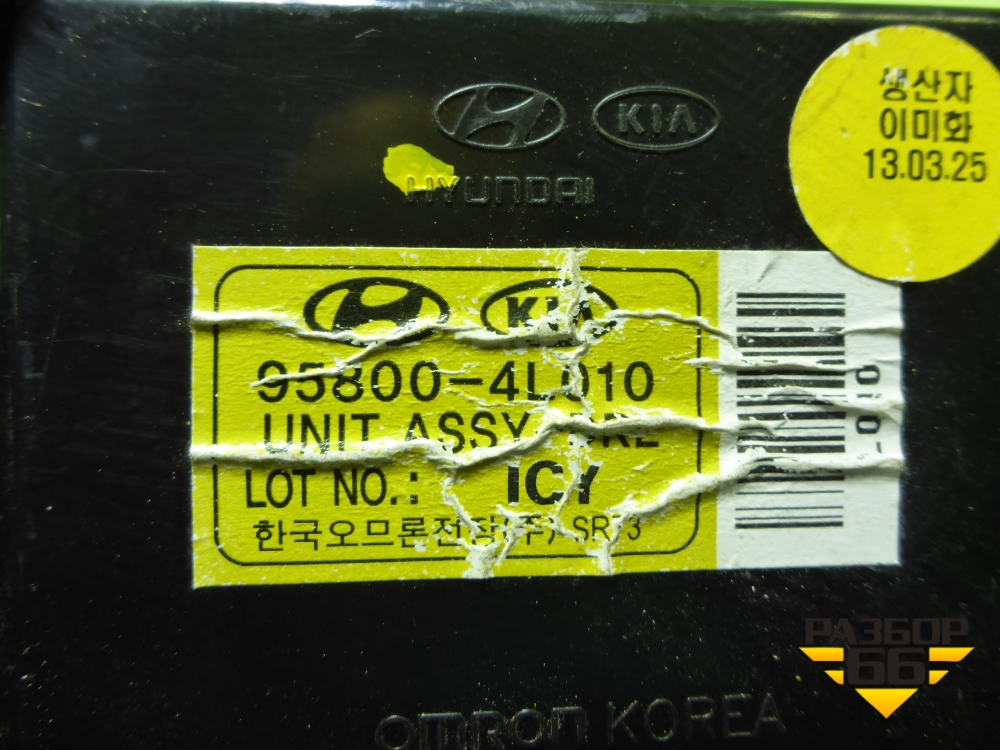 생산자
이미화
13.03.25
KIA
HYUNDAI
KIA
95800-4L010
UNIT ASSY
LOT NO.: ICY
한국오므론전장(주) SR73
РАЗБОР
66
OMRON KOREA